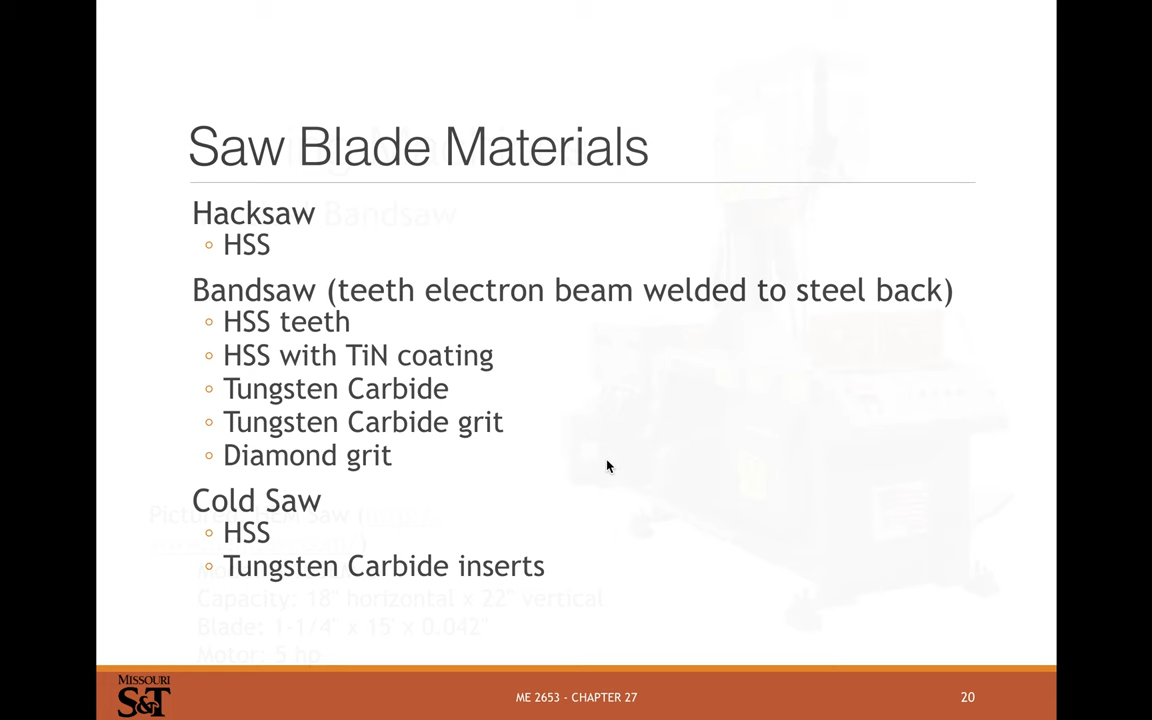 Saw Blade Materials
Hacksaw
Bandsaw
◦ HSS
Bandsaw (teeth electron beam welded to steel back)
◦ HSS teeth
◦ HSS with TiN coating
◦ Tungsten Carbide
◦ Tungsten Carbide grit
◦ Diamond grit
Cold Saw
◦ HSS
◦ Tungsten Carbide inserts
Capacity: 18" horizontal x 22" vertical
Blade: 1-1/4" x 15' x 0.042"
Motor: 5 hp
MISSOURI
S&T
ME 2653 - CHAPTER 27
20